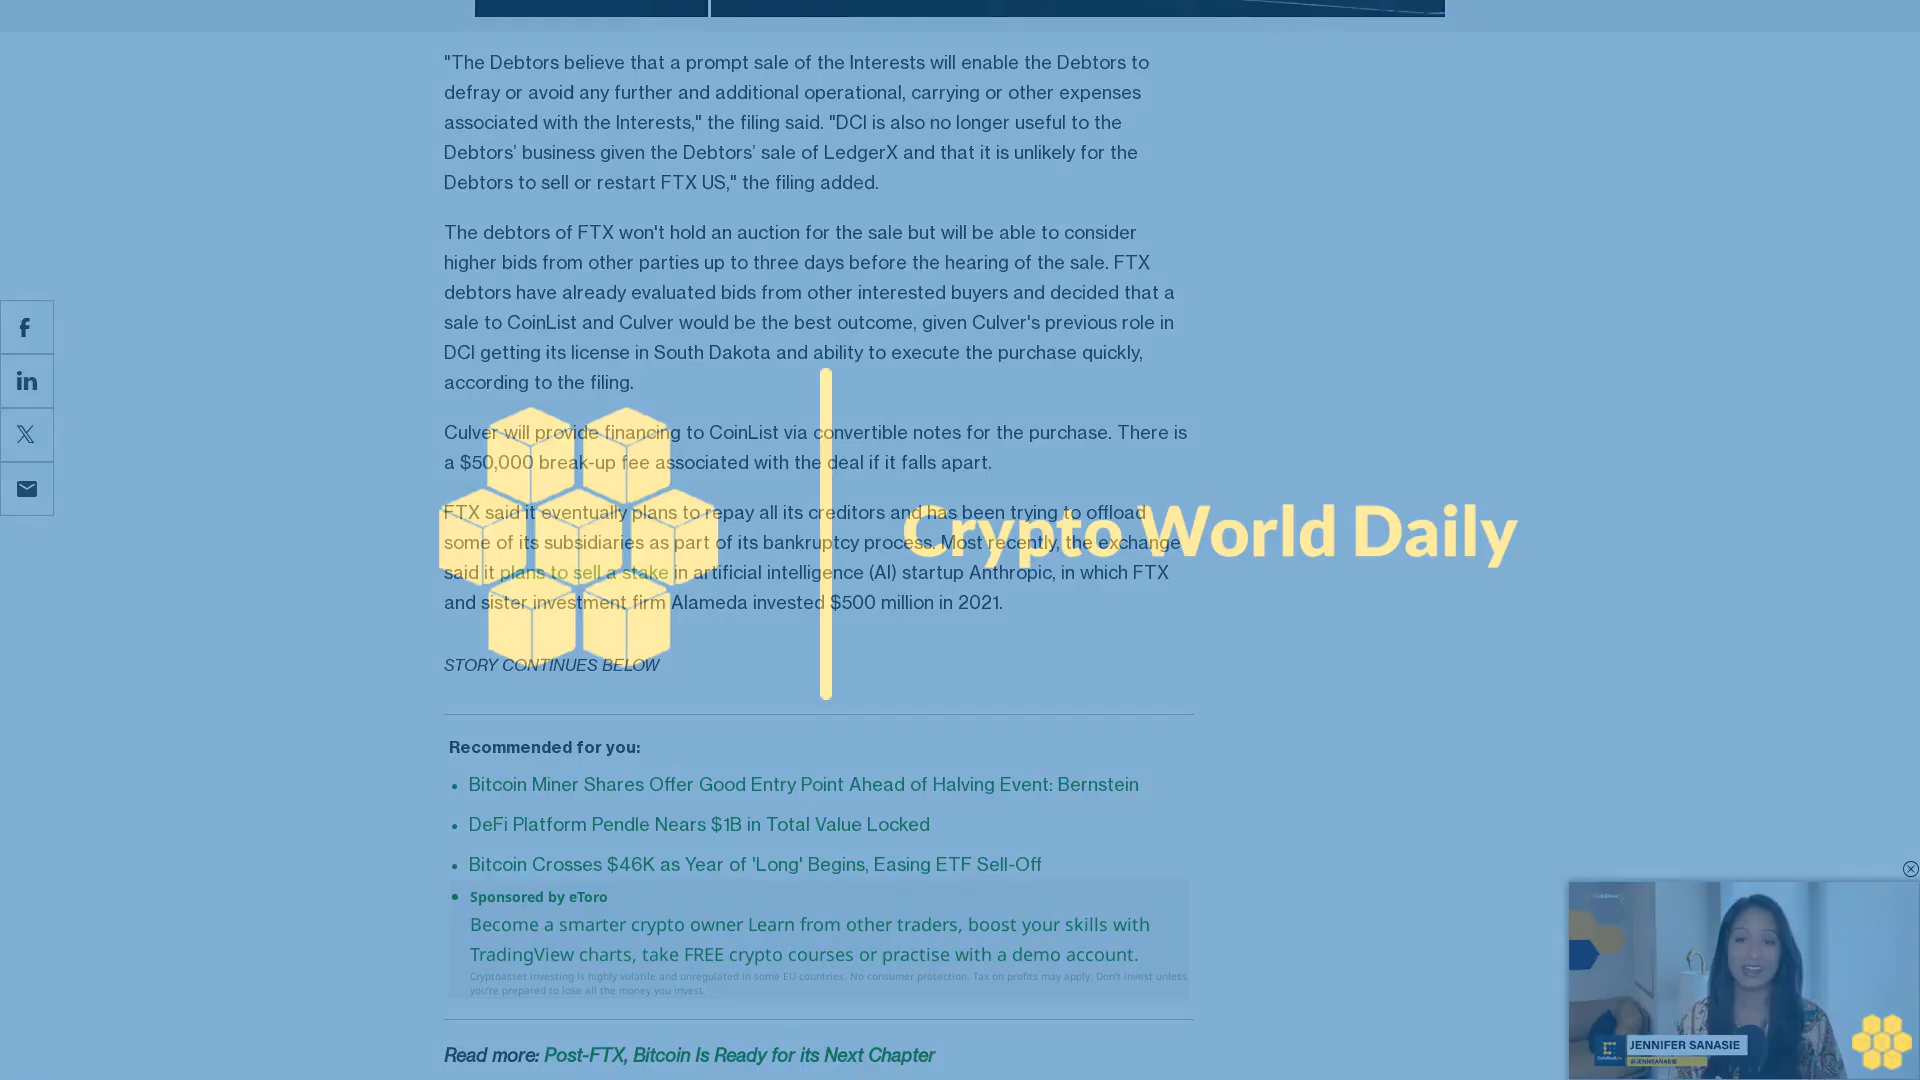 "The Debtors believe that a prompt sale of the Interests will enable the Debtors to
defray or avoid any further and additional operational, carrying or other expenses
associated with the Interests," the filing said. "DCI is also no longer useful to the
Debtors’ business given the Debtors’ sale of LedgerX and that it is unlikely for the
Debtors to sell or restart FTX US," the filing added.
The debtors of FTX won't hold an auction for the sale but will be able to consider
higher bids from other parties up to three days before the hearing of the sale. FTX
debtors have already evaluated bids from other interested buyers and decided that a
sale to CoinList and Culver would be the best outcome, given Culver's previous role in
DCI getting its license in South Dakota and ability to execute the purchase quickly,
according to the filing.
Culver will provide financing to CoinList via convertible notes for the purchase. There is
a $50,000 break-up fee associated with the deal if it falls apart.
FTX said it eventually plans to repay all its creditors and has been trying to offload
some of its subsidiaries as part of its bankruptcy process. Most recently, the exchange
said it plans to sell a stake in artificial intelligence (AI) startup Anthropic, in which FTX
and sister investment firm Alameda invested $500 million in 2021.
Crypto World Daily
STORY CONTINUES BELOW
Recommended for you:
• Bitcoin Miner Shares Offer Good Entry Point Ahead of Halving Event: Bernstein
• DeFi Platform Pendle Nears $1B in Total Value Locked
• Bitcoin Crosses $46K as Year of 'Long' Begins, Easing ETF Sell-Off
• Sponsored by eToro
Become a smarter crypto owner Learn from other traders, boost your skills with
TradingView charts, take FREE crypto courses or practise with a demo account.
Cryptoasset investing is highly volatile and unregulated in some EU countries. No consumer protection. Tax on profits may apply. Don't invest unless
you're prepared to lose all the money you invest.
Read more: Post-FTX, Bitcoin Is Ready for its Next Chapter
JENNIFER SANASIE
@JENNSANASIE